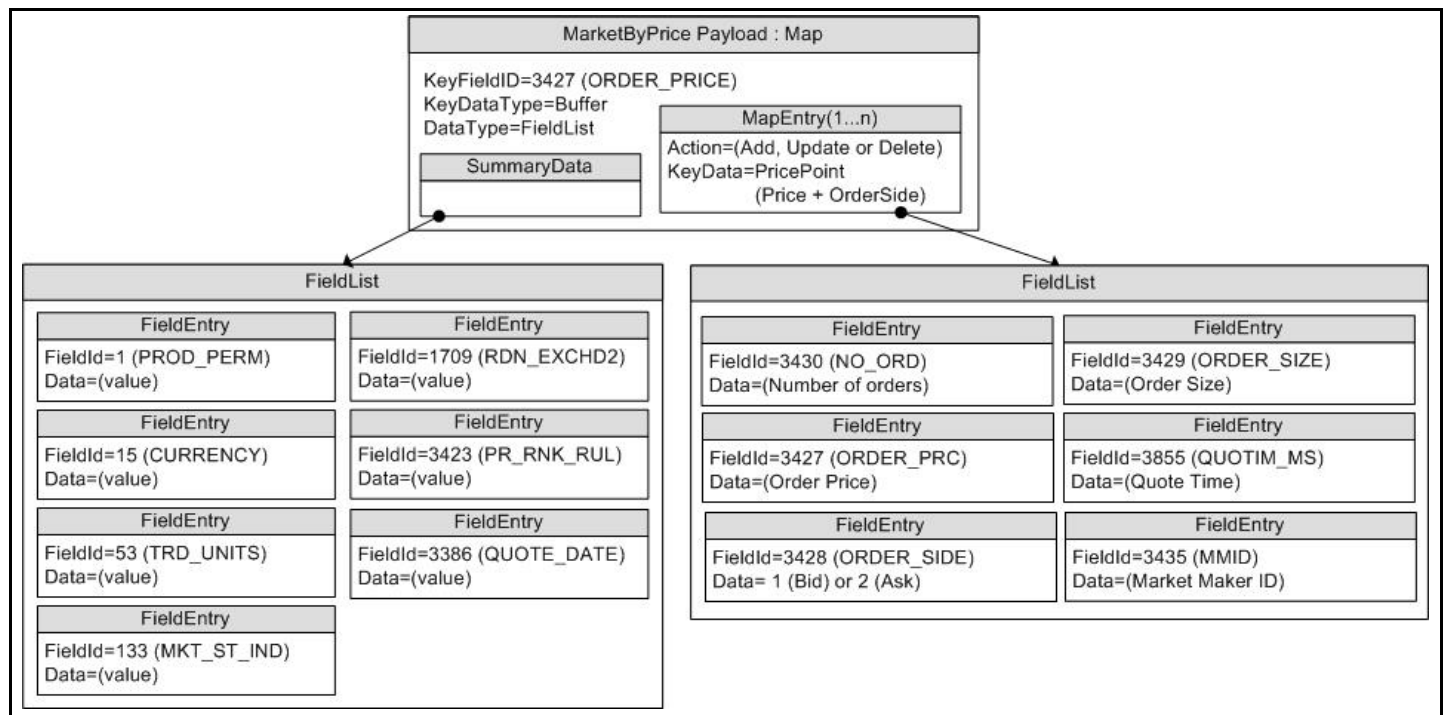 MarketByPrice Payload : Map
KeyFieldID=3427 (ORDER_PRICE)
KeyDataType=Buffer
DataType=FieldList
SummaryData
MapEntry(1...n)
Action=(Add, Update or Delete)
KeyData=PricePoint
(Price + OrderSide)
FieldList
FieldEntry
FieldId=1 (PROD_PERM)
Data=(value)
FieldEntry
FieldId=1709 (RDN_EXCHD2)
Data=(value)
FieldEntry
FieldId=15 (CURRENCY)
Data=(value)
FieldEntry
FieldId=3423 (PR_RNK_RUL)
Data=(value)
FieldEntry
FieldId=53 (TRD_UNITS)
Data=(value)
FieldEntry
FieldId=3386 (QUOTE_DATE)
Data=(value)
FieldEntry
FieldId=133 (MKT_ST_IND)
Data=(value)
FieldList
FieldEntry
FieldId=3430 (NO_ORD)
Data=(Number of orders)
FieldEntry
FieldId=3429 (ORDER_SIZE)
Data=(Order Size)
FieldEntry
FieldId=3427 (ORDER_PRC)
Data=(Order Price)
FieldEntry
FieldId=3855 (QUOTIM_MS)
Data=(Quote Time)
FieldEntry
FieldId=3428 (ORDER_SIDE)
Data= 1 (Bid) or 2 (Ask)
FieldEntry
FieldId=3435 (MMID)
Data=(Market Maker ID)